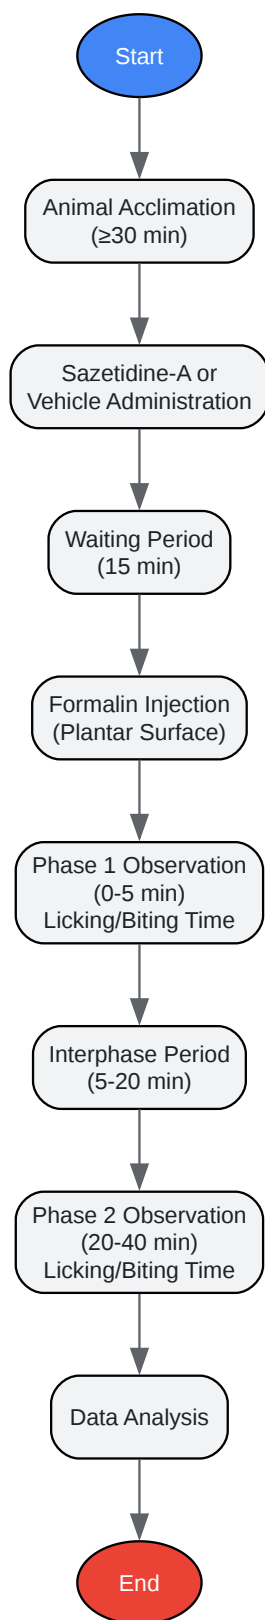 Start
Animal Acclimation
(≥30 min)
Sazetidine-A or
Vehicle Administration
Waiting Period
(15 min)
Formalin Injection
(Plantar Surface)
Phase 1 Observation
(0-5 min)
Licking/Biting Time
Interphase Period
(5-20 min)
Phase 2 Observation
(20-40 min)
Licking/Biting Time
Data Analysis
End